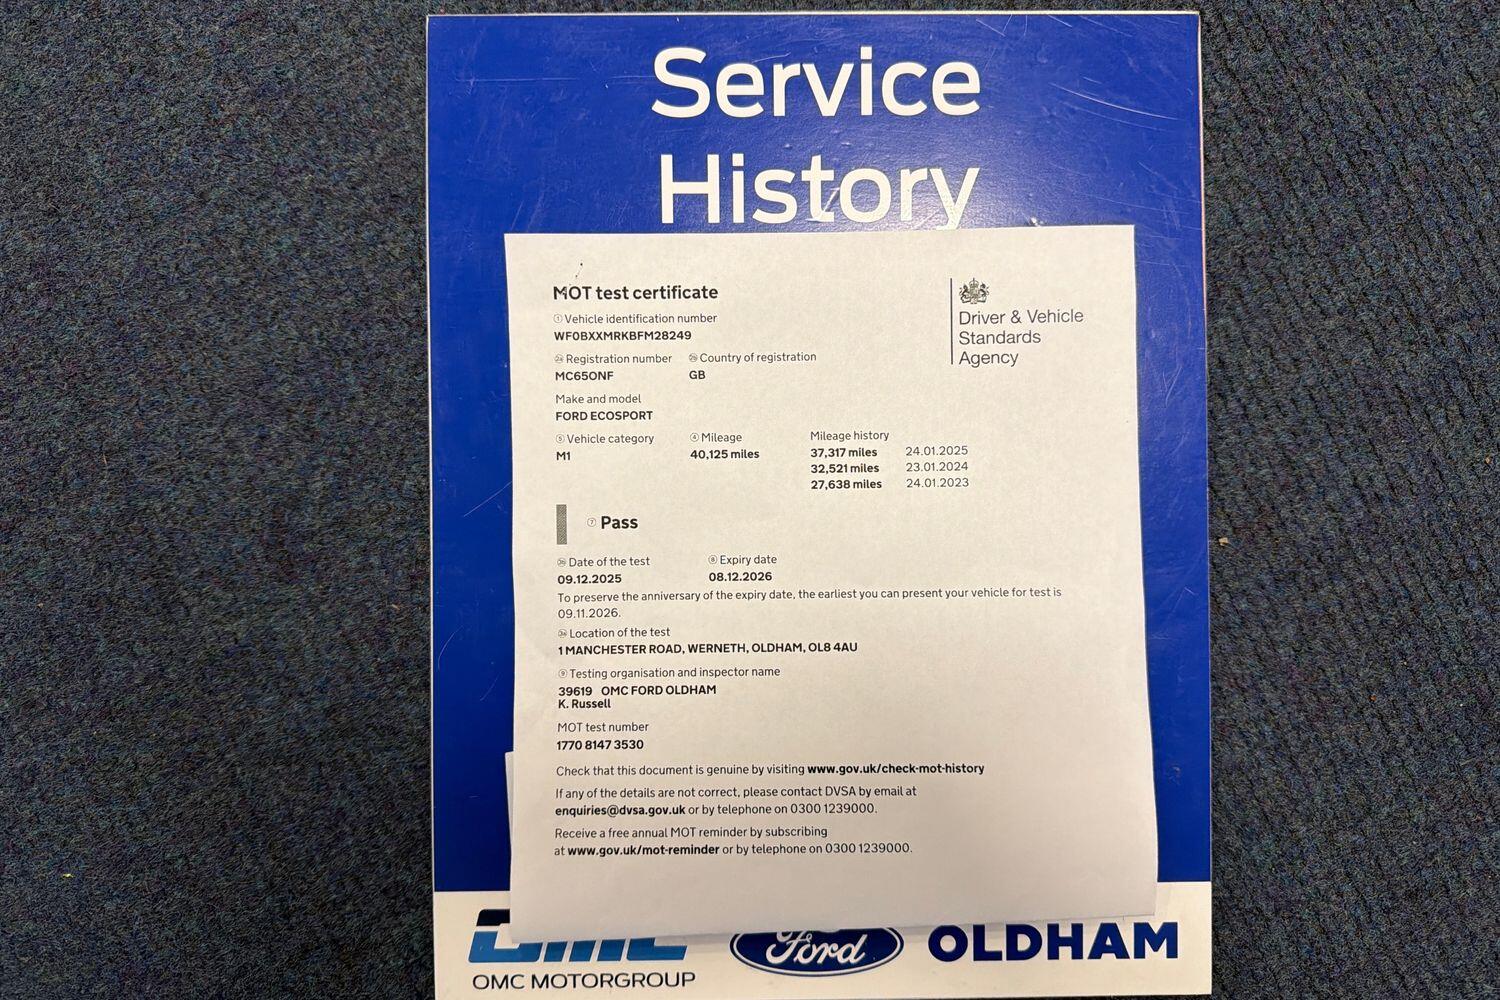 Service
History
MOT test certificate
Driver & Vehicle
Standards
Agency
① Vehicle identification number
WF0BXXMRKBFM28249
Registration number Country of registration
MC65ONF GB
Make and model
FORD ECOSPORT
⑤ Vehicle category ④ Mileage Mileage history
M1 40,125 miles 37,317 miles 24.01.2025
32,521 miles 23.01.2024
27,638 miles 24.01.2023
⑦ Pass
Date of the test ⑧ Expiry date
09.12.2025 08.12.2026
To preserve the anniversary of the expiry date, the earliest you can present your vehicle for test is
09.11.2026.
Location of the test
1 MANCHESTER ROAD, WERNETH, OLDHAM, OL8 4AU
⑨ Testing organisation and inspector name
39619 OMC FORD OLDHAM
K. Russell
MOT test number
1770 8147 3530
Check that this document is genuine by visiting www.gov.uk/check-mot-history
If any of the details are not correct, please contact DVSA by email at
enquiries@dvsa.gov.uk or by telephone on 0300 1239000.
Receive a free annual MOT reminder by subscribing
at www.gov.uk/mot-reminder or by telephone on 0300 1239000.
OMC Ford OLDHAM
OMC MOTORGROUP